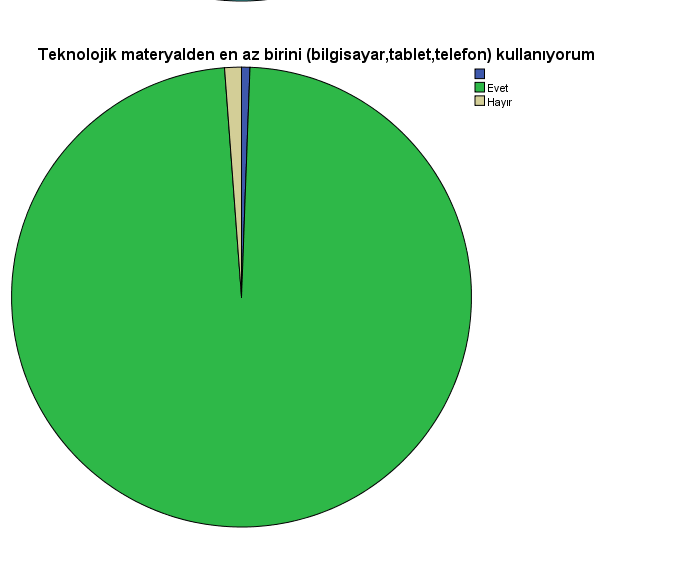 Teknolojik materyalden en az birini (bilgisayar,tablet,telefon) kullanıyorum
Evet
Hayır